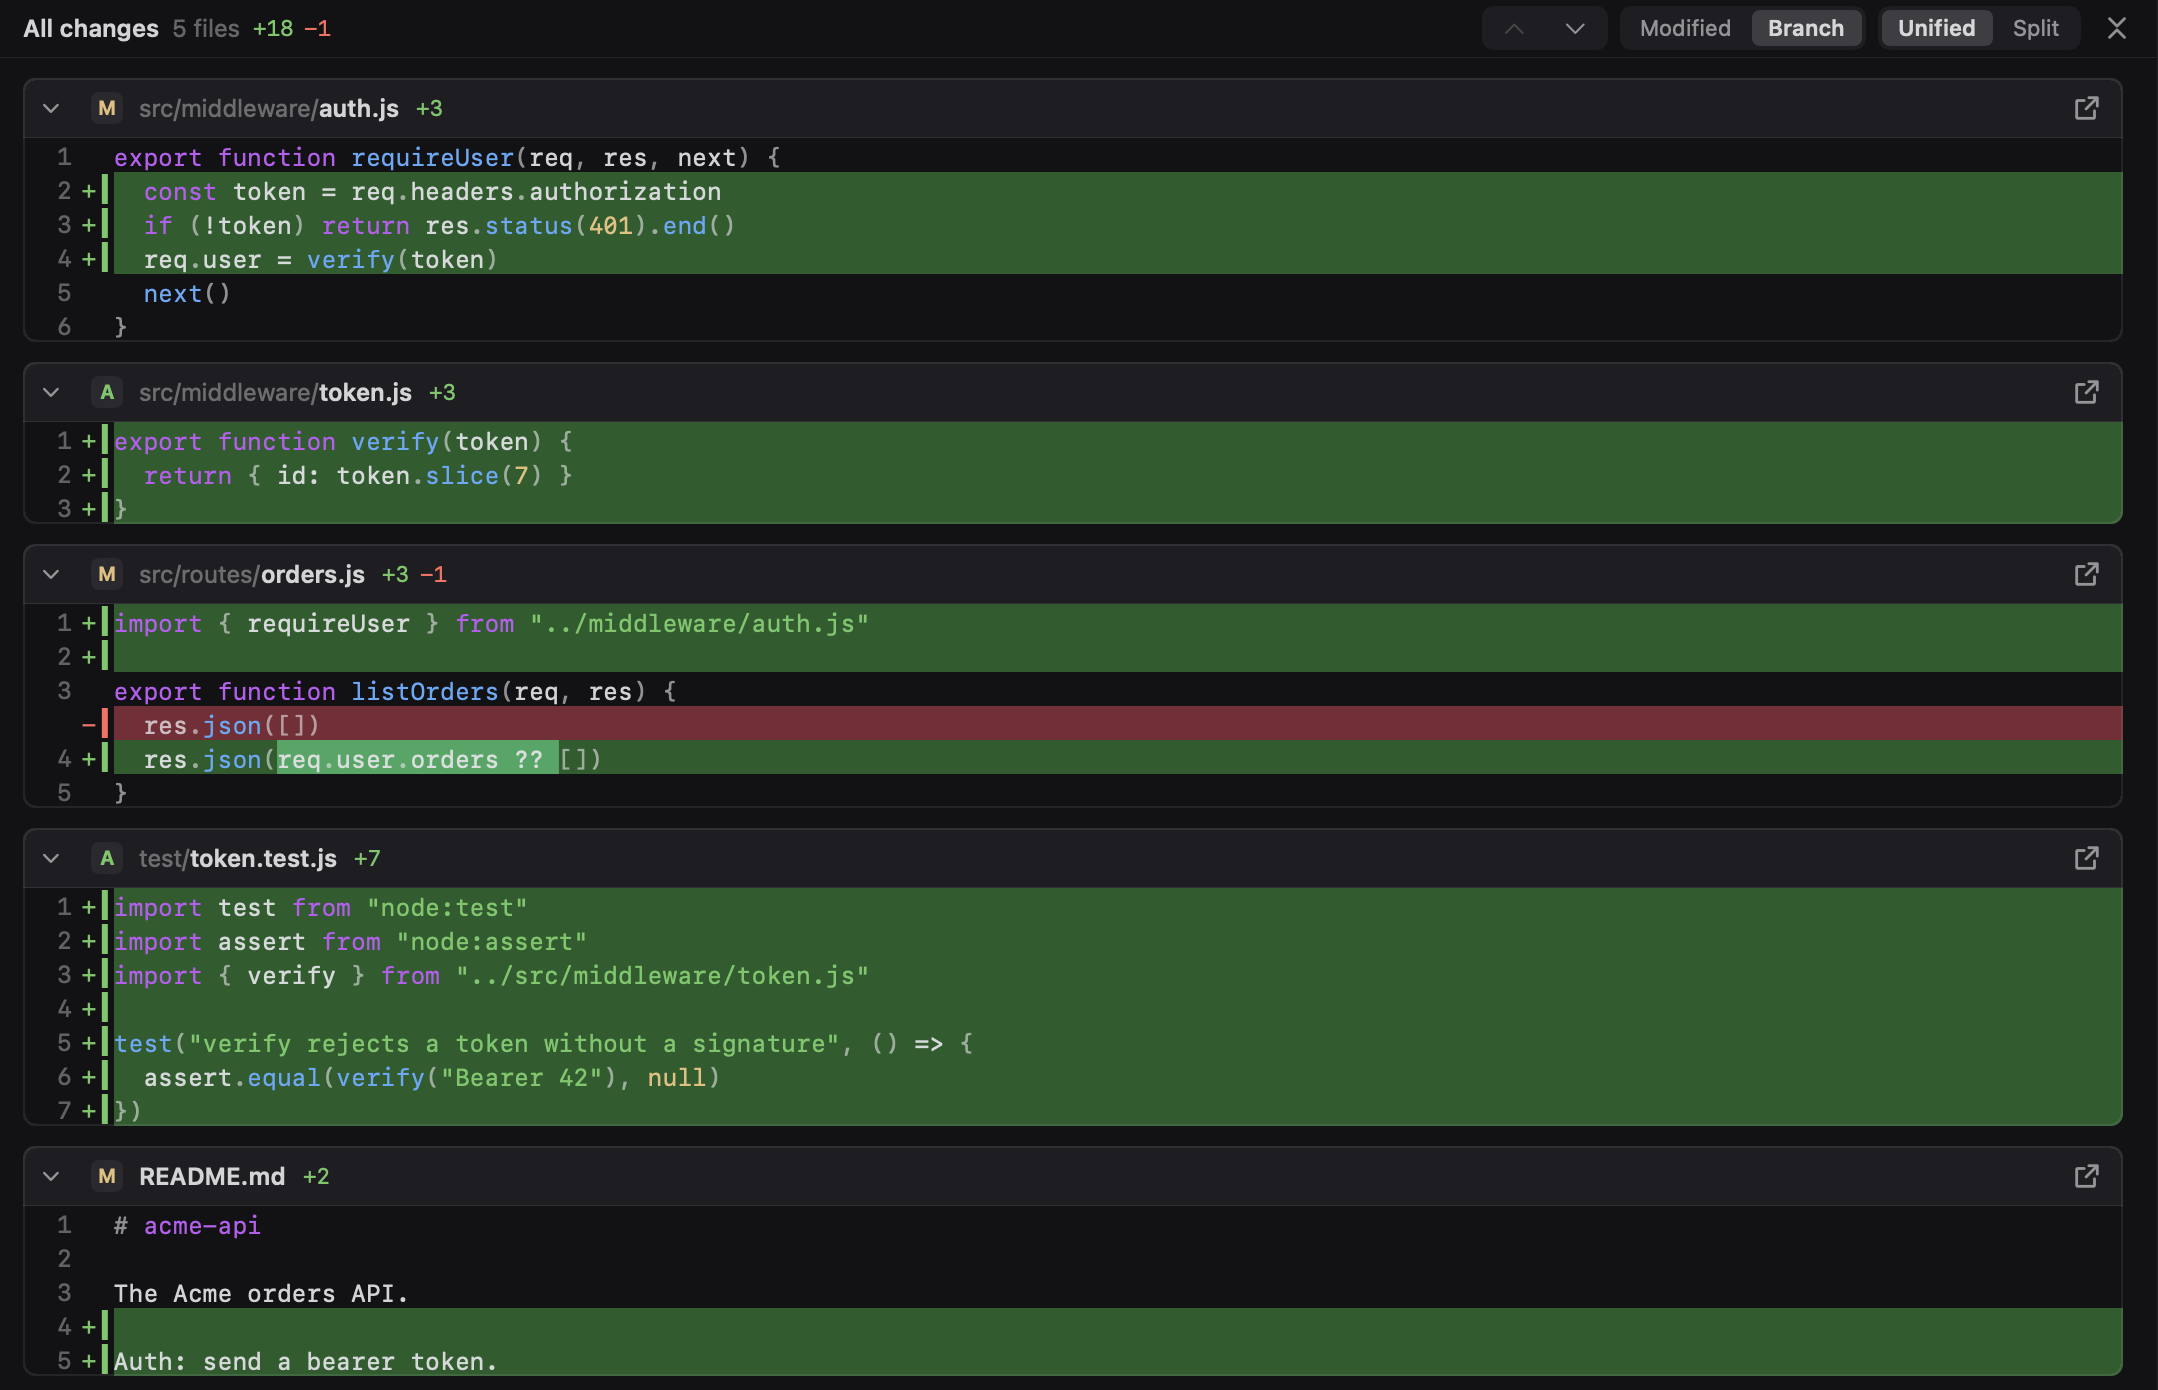 All changes 5 files +18 −1 Modified Branch Unified Split
M src/middleware/auth.js +3
1 export function requireUser(req, res, next) {
2 + const token = req.headers.authorization
3 + if (!token) return res.status(401).end()
4 + req.user = verify(token)
5 next()
6 }
A src/middleware/token.js +3
1 + export function verify(token) {
2 + return { id: token.slice(7) }
3 + }
M src/routes/orders.js +3 −1
1 + import { requireUser } from "../middleware/auth.js"
2 +
3 export function listOrders(req, res) {
− res.json([])
4 + res.json(req.user.orders ?? [])
5 }
A test/token.test.js +7
1 + import test from "node:test"
2 + import assert from "node:assert"
3 + import { verify } from "../src/middleware/token.js"
4 +
5 + test("verify rejects a token without a signature", () => {
6 + assert.equal(verify("Bearer 42"), null)
7 + })
M README.md +2
1 # acme-api
2
3 The Acme orders API.
4 +
5 + Auth: send a bearer token.